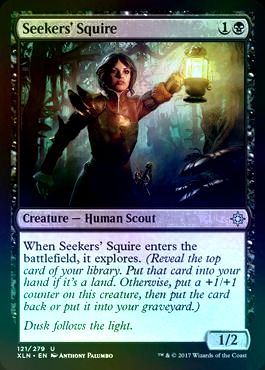 Seekers' Squire 1
Creature — Human Scout
When Seekers' Squire enters the
battlefield, it explores. (Reveal the top
card of your library. Put that card into
your hand if it's a land. Otherwise, put a +1/+1
counter on this creature, then put the card
back or put it into your graveyard.)
Dusk follows the light.
1/2
121/279 U
XLN • EN Anthony Palumbo
™ & © 2017 Wizards of the Coast